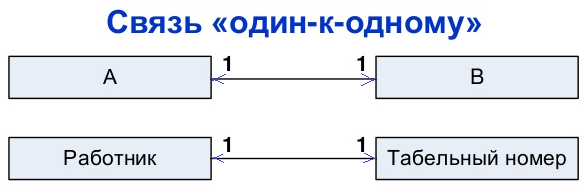 Связь «один-к-одному»
А 1 1 В
Работник 1 1 Табельный номер